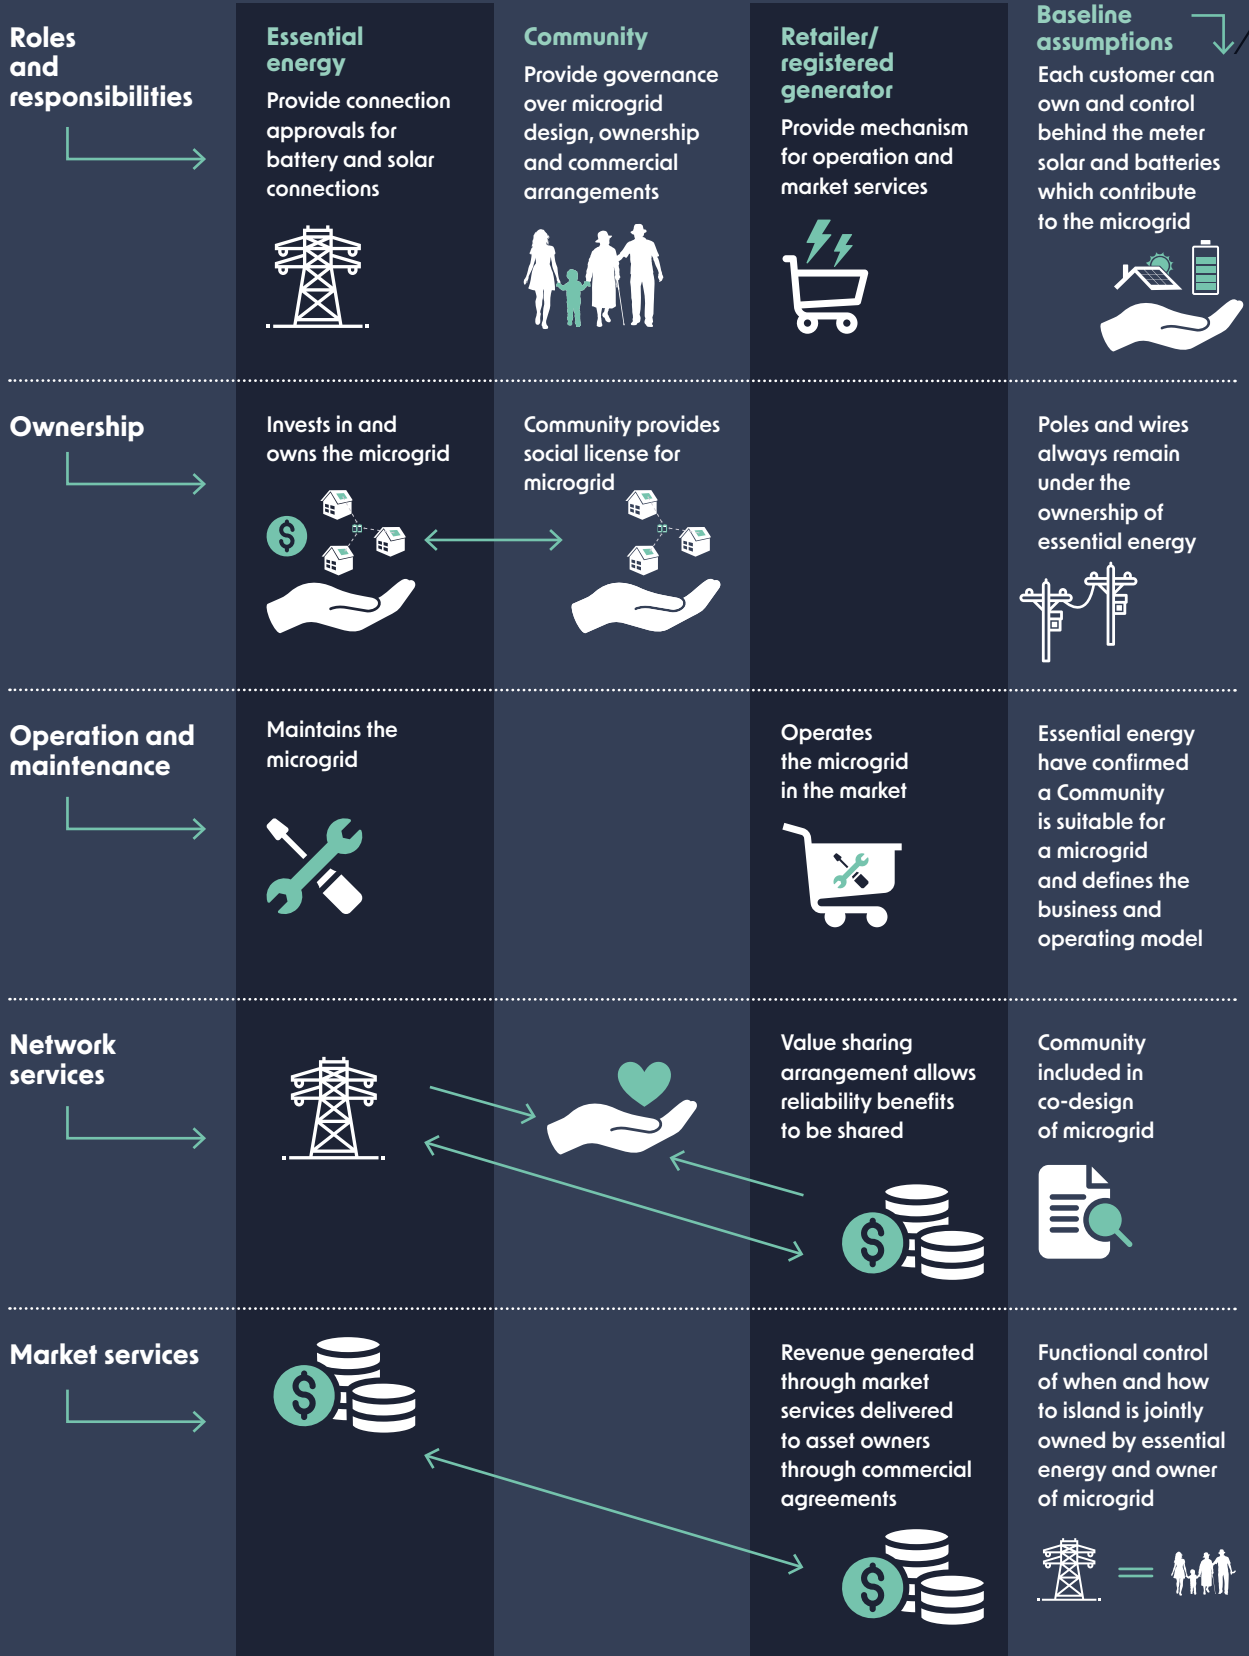 Roles
and
responsibilities
Essential
energy
Provide connection
approvals for
battery and solar
connections
Community
Provide governance
over microgrid
design, ownership
and commercial
arrangements
Retailer/
registered
generator
Provide mechanism
for operation and
market services
Baseline
assumptions
Each customer can
own and control
behind the meter
solar and batteries
which contribute
to the microgrid
Ownership
Invests in and
owns the microgrid
$
Community provides
social license for
microgrid
Poles and wires
always remain
under the
ownership of
essential energy
Operation and
maintenance
Maintains the
microgrid
Operates
the microgrid
in the market
Essential energy
have confirmed
a Community
is suitable for
a microgrid
and defines the
business and
operating model
Network
services
Value sharing
arrangement allows
reliability benefits
to be shared
$
Community
included in
co-design
of microgrid
Market services
$
Revenue generated
through market
services delivered
to asset owners
through commercial
agreements
$
Functional control
of when and how
to island is jointly
owned by essential
energy and owner
of microgrid